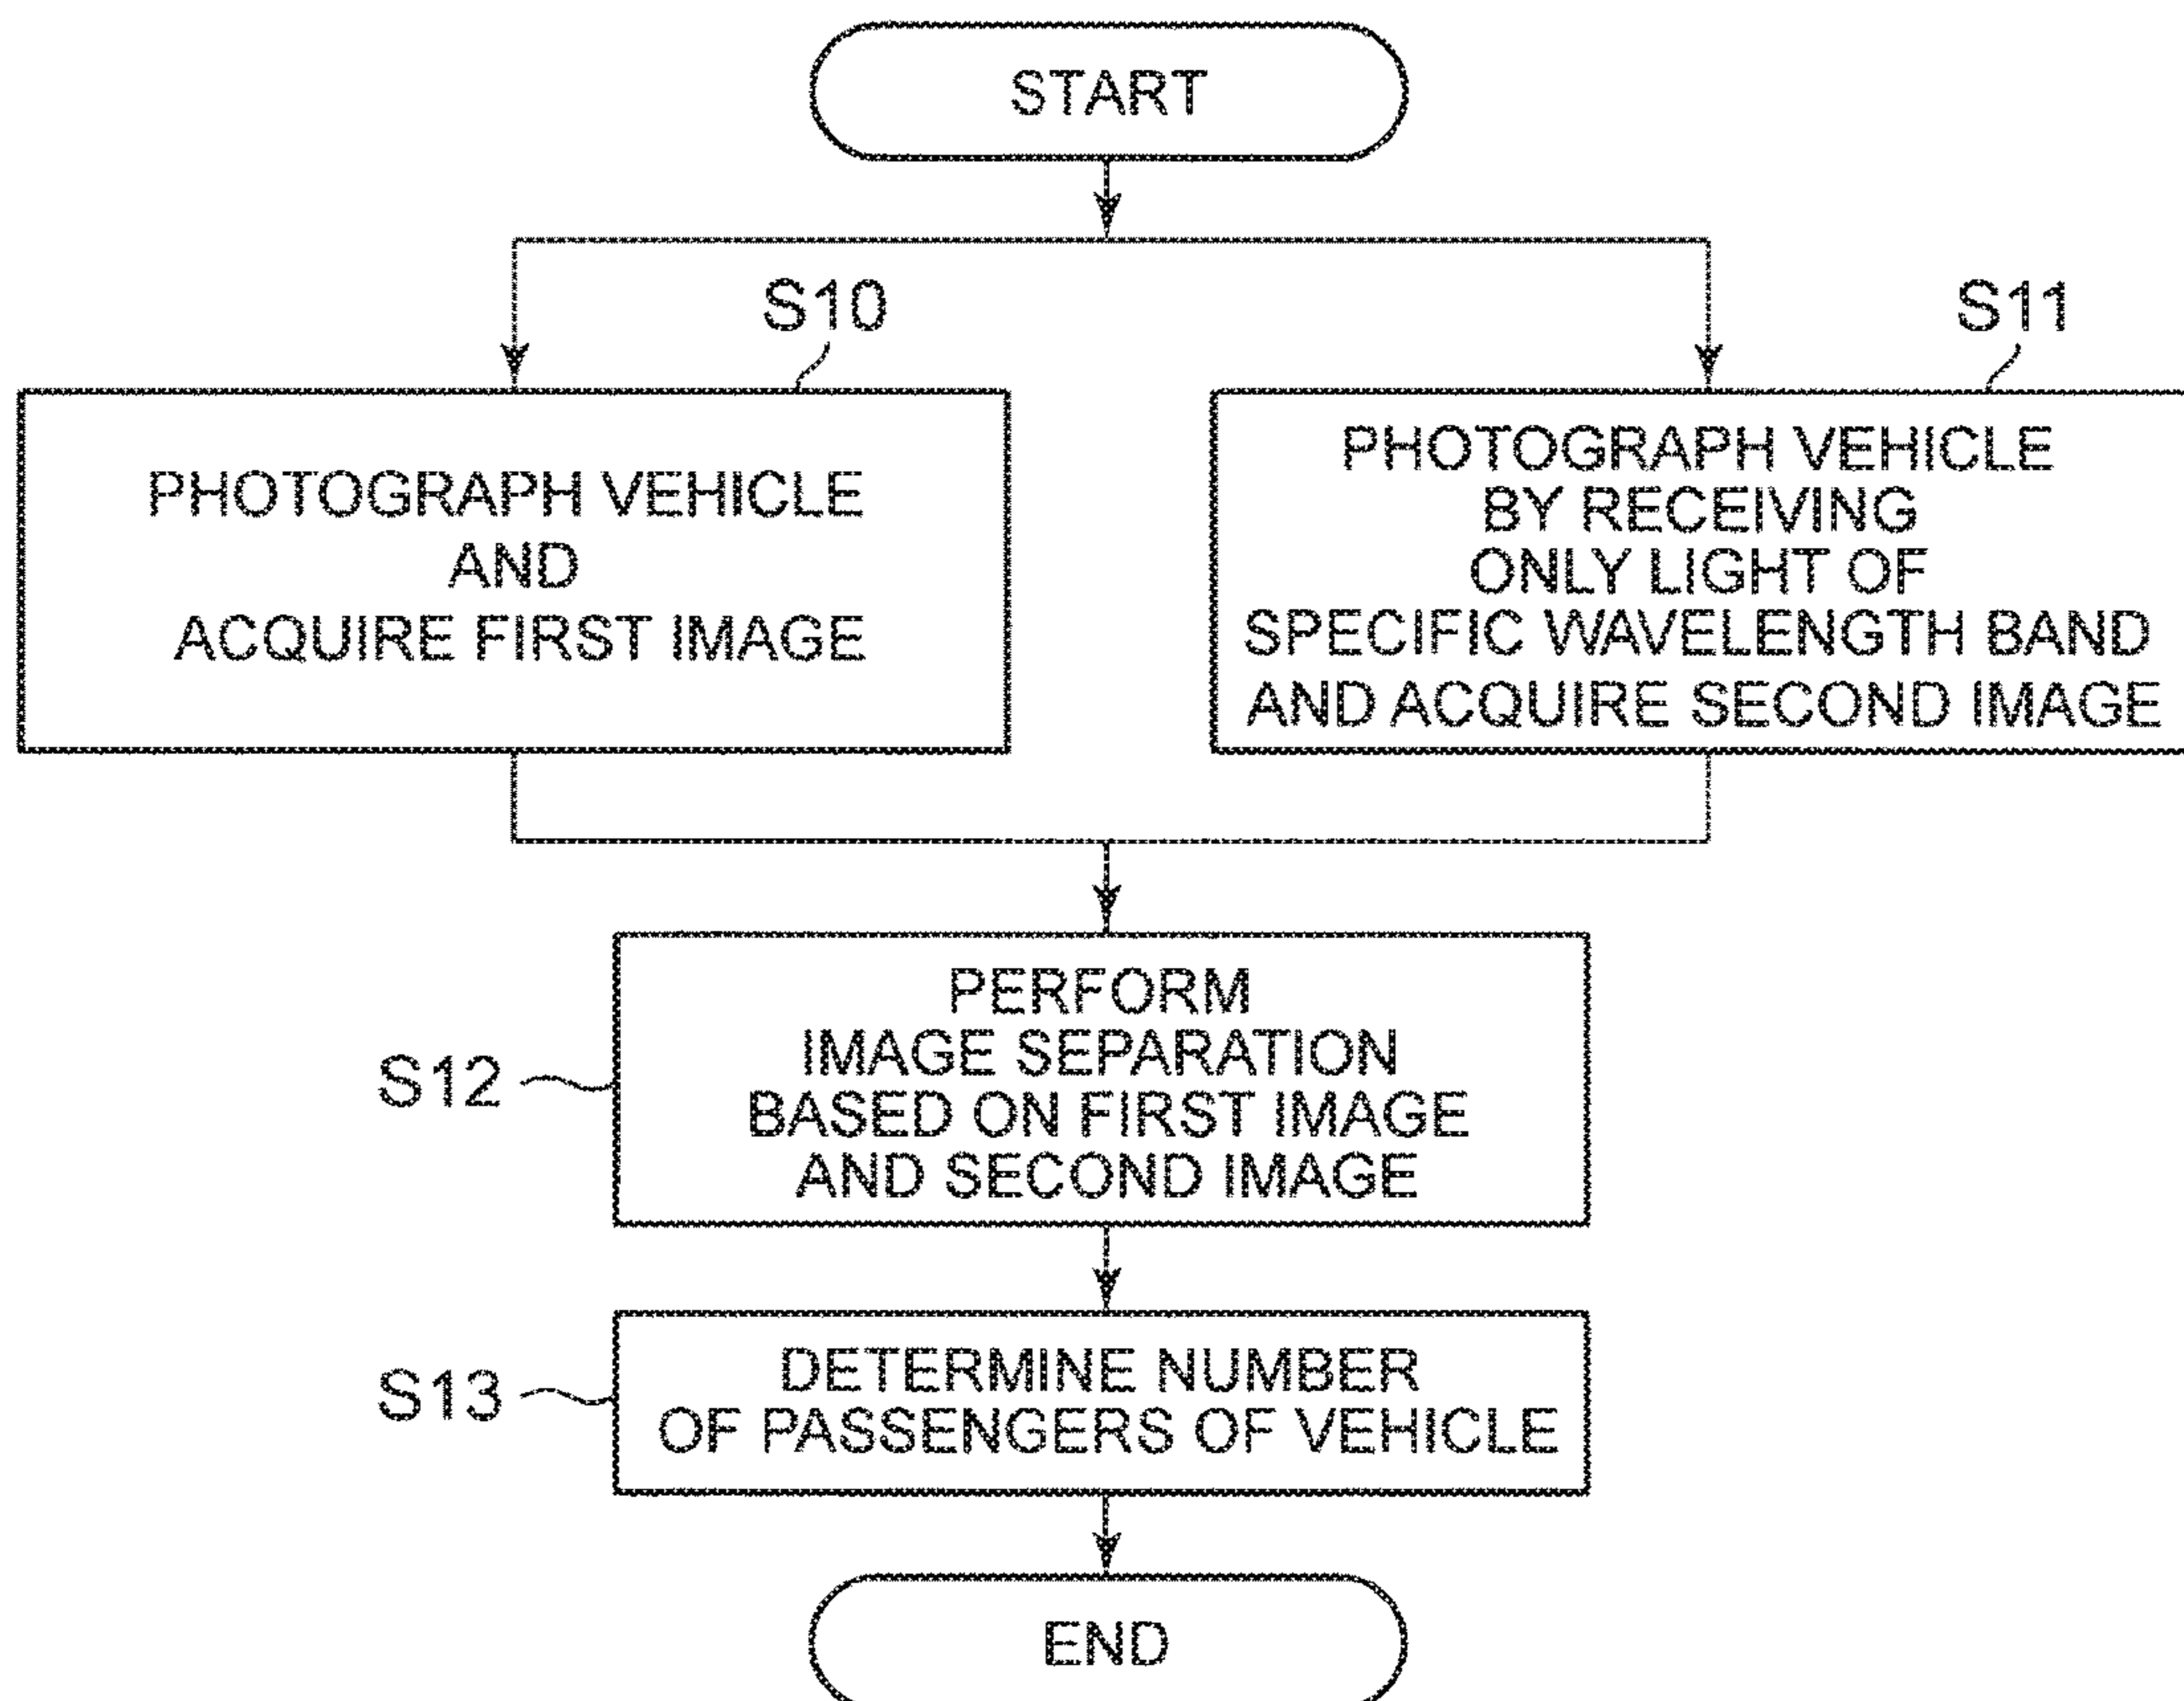 START
S10
PHOTOGRAPH VEHICLE
AND
ACQUIRE FIRST IMAGE
S11
PHOTOGRAPH VEHICLE
BY RECEIVING
ONLY LIGHT OF
SPECIFIC WAVELENGTH BAND
AND ACQUIRE SECOND IMAGE
S12
PERFORM
IMAGE SEPARATION
BASED ON FIRST IMAGE
AND SECOND IMAGE
S13
DETERMINE NUMBER
OF PASSENGERS OF VEHICLE
END